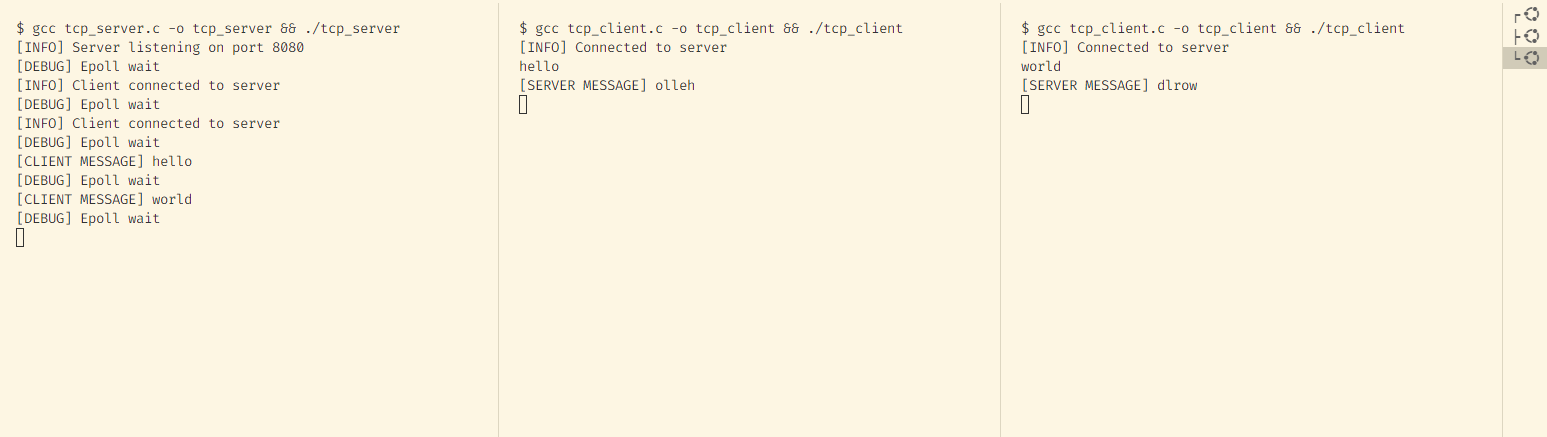 $ gcc tcp_server.c -o tcp_server && ./tcp_server
[INFO] Server listening on port 8080
[DEBUG] Epoll wait
[INFO] Client connected to server
[DEBUG] Epoll wait
[INFO] Client connected to server
[DEBUG] Epoll wait
[CLIENT MESSAGE] hello
[DEBUG] Epoll wait
[CLIENT MESSAGE] world
[DEBUG] Epoll wait
$ gcc tcp_client.c -o tcp_client && ./tcp_client
[INFO] Connected to server
hello
[SERVER MESSAGE] olleh
$ gcc tcp_client.c -o tcp_client && ./tcp_client
[INFO] Connected to server
world
[SERVER MESSAGE] dlrow